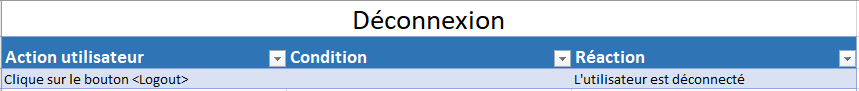 Déconnexion
Action utilisateur Condition Réaction
Clique sur le bouton <Logout> L'utilisateur est déconnecté